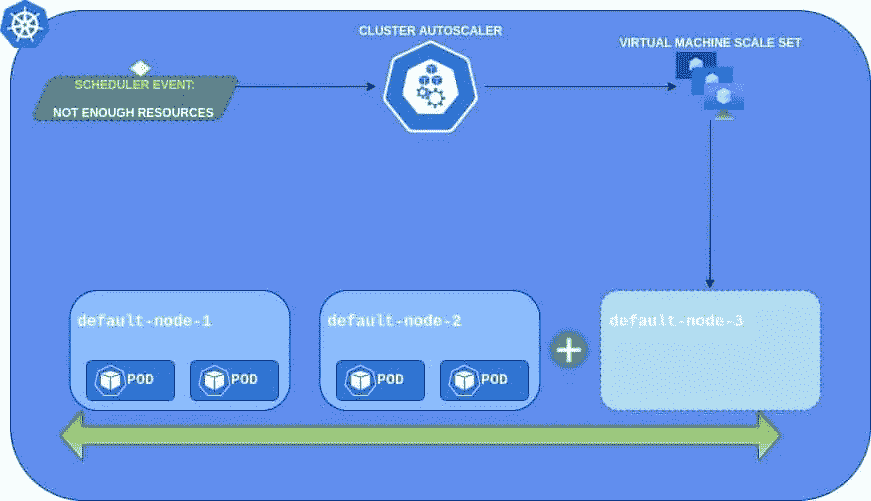 CLUSTER AUTOSCALER
VIRTUAL MACHINE SCALE SET
SCHEDULER EVENT:
NOT ENOUGH RESOURCES
default-node-1
default-node-2
default-node-3
POD
POD
POD
POD